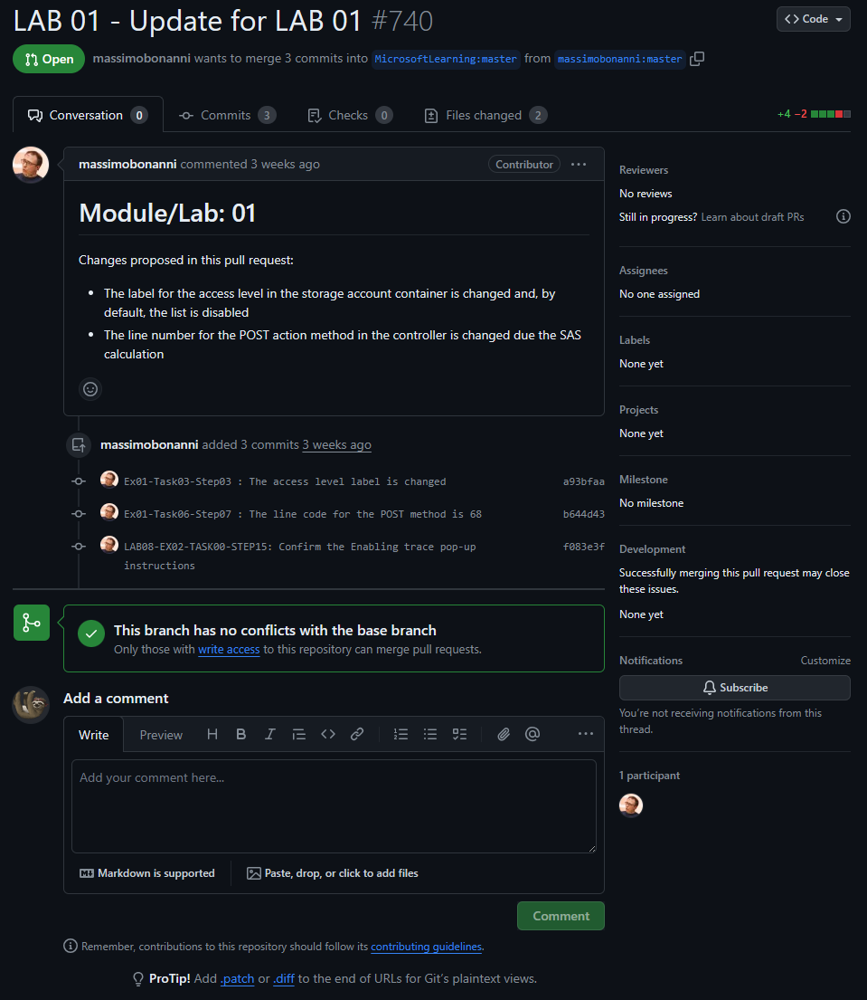 LAB 01 - Update for LAB 01 #740
Code
Open
massimobonanni wants to merge 3 commits into MicrosoftLearning:master from massimobonanni:master
Conversation 0
Commits 3
Checks 0
Files changed 2
+4 −2
massimobonanni commented 3 weeks ago
Contributor
Module/Lab: 01
Changes proposed in this pull request:
The label for the access level in the storage account container is changed and, by
default, the list is disabled
The line number for the POST action method in the controller is changed due the SAS
calculation
massimobonanni added 3 commits 3 weeks ago
Ex01-Task03-Step03 : The access level label is changed
a93bfaa
Ex01-Task06-Step07 : The line code for the POST method is 68
b644d43
LAB08-EX02-TASK00-STEP15: Confirm the Enabling trace pop-up
instructions
f083e3f
This branch has no conflicts with the base branch
Only those with write access to this repository can merge pull requests.
Add a comment
Write
Preview
Add your comment here...
Markdown is supported
Paste, drop, or click to add files
Comment
Remember, contributions to this repository should follow its contributing guidelines.
ProTip! Add .patch or .diff to the end of URLs for Git’s plaintext views.
Reviewers
No reviews
Still in progress? Learn about draft PRs
Assignees
No one assigned
Labels
None yet
Projects
None yet
Milestone
No milestone
Development
Successfully merging this pull request may close
these issues.
None yet
Notifications
Customize
Subscribe
You’re not receiving notifications from this
thread.
1 participant